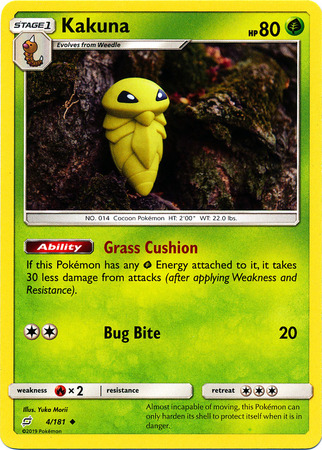 STAGE 1 Kakuna HP 80
Evolves from Weedle
NO. 014 Cocoon Pokémon HT: 2'00" WT: 22.0 lbs.
Ability Grass Cushion
If this Pokémon has any Energy attached to it, it takes
30 less damage from attacks (after applying Weakness and
Resistance).
Bug Bite 20
weakness × 2 resistance retreat
Illus. Yuka Morii
4/181
©2019 Pokémon
Almost incapable of moving, this Pokémon can
only harden its shell to protect itself when it is in
danger.